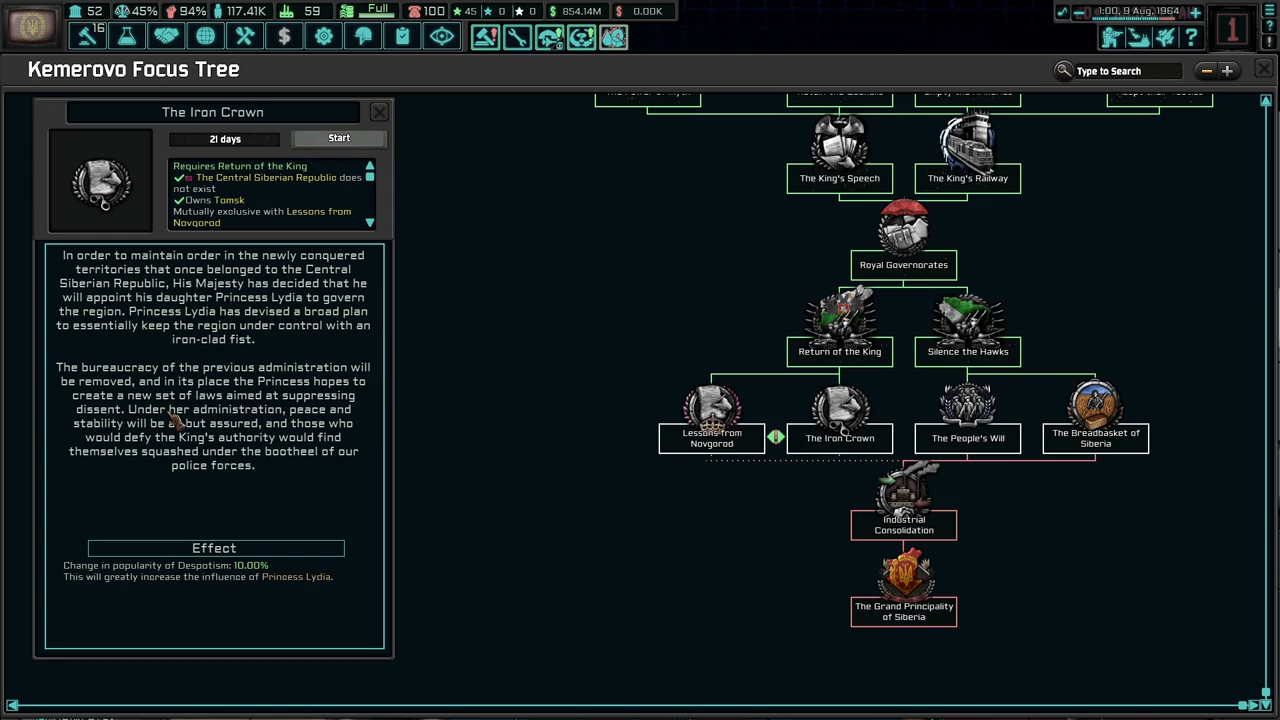 52 45% 94% 117.41K 59 Full 100 45 0 0 $ 854.14M $ 0.00K 1:00, 9 Aug, 1964
16
1
Kemerovo Focus Tree
Type to Search
The Iron Crown
21 days Start
Requires Return of the King
The Central Siberian Republic does
not exist
Owns Tomsk
Mutually exclusive with Lessons from
Novgorod
In order to maintain order in the newly conquered
territories that once belonged to the Central
Siberian Republic, His Majesty has decided that he
will appoint his daughter Princess Lydia to govern
the region. Princess Lydia has devised a broad plan
to essentially keep the region under control with an
iron-clad fist.
The bureaucracy of the previous administration will
be removed, and in its place the Princess hopes to
create a new set of laws aimed at suppressing
dissent. Under her administration, peace and
stability will be but assured, and those who
would defy the King's authority would find
themselves squashed under the bootheel of our
police forces.
Effect
Change in popularity of Despotism: 10.00%
This will greatly increase the influence of Princess Lydia.
The King's Speech
The King's Railway
Royal Governorates
Return of the King
Silence the Hawks
Lessons from
Novgorod
The Iron Crown
The People's Will
The Breadbasket of
Siberia
Industrial
Consolidation
The Grand Principality
of Siberia